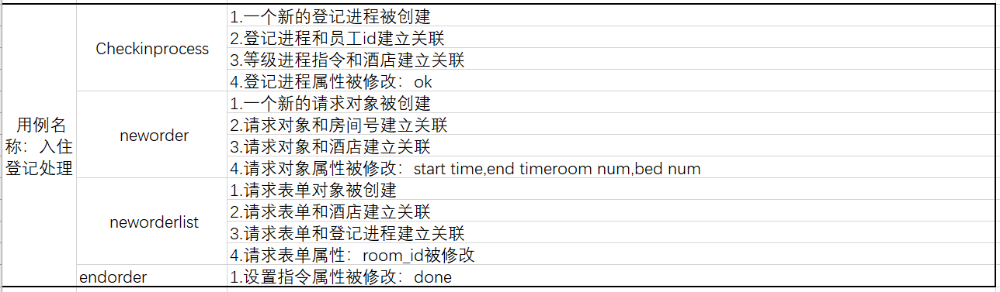 用例名
称：入住
登记处理
Checkinprocess
1.一个新的登记进程被创建
2.登记进程和员工id建立关联
3.等级进程指令和酒店建立关联
4.登记进程属性被修改：ok
neworder
1.一个新的请求对象被创建
2.请求对象和房间号建立关联
3.请求对象和酒店建立关联
4.请求对象属性被修改：start time,end timeroom num,bed num
neworderlist
1.请求表单对象被创建
2.请求表单和酒店建立关联
3.请求表单和登记进程建立关联
4.请求表单属性：room_id被修改
endorder
1.设置指令属性被修改：done